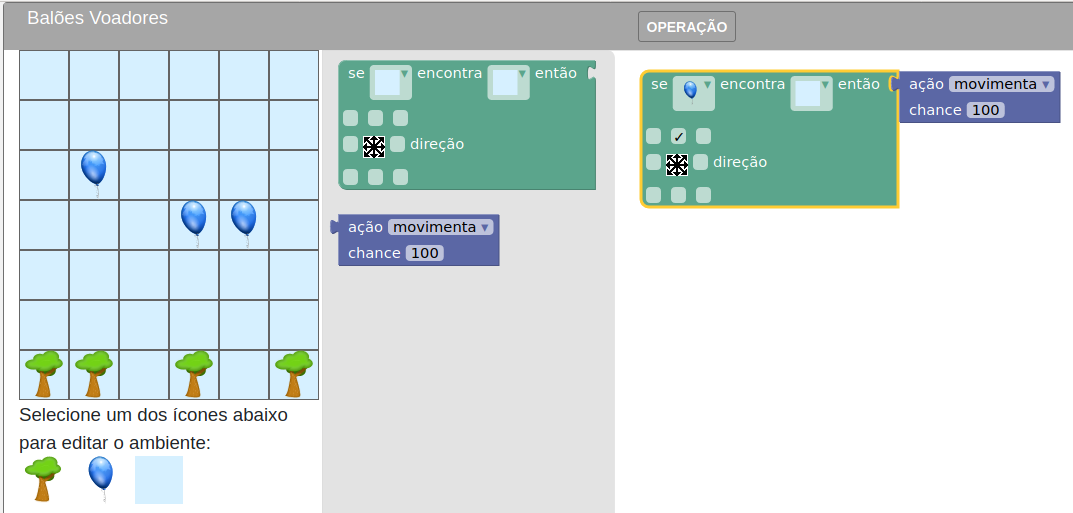 Balões Voadores
OPERAÇÃO
se encontra então
direção
ação movimenta
chance 100
se encontra então
direção
ação movimenta
chance 100
Selecione um dos ícones abaixo
para editar o ambiente: